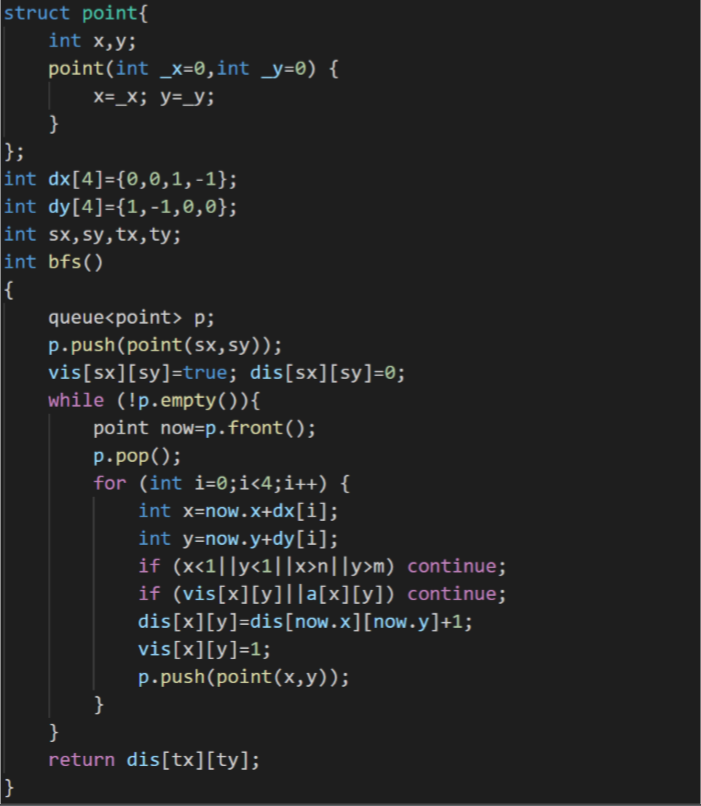 struct point{
    int x,y;
    point(int _x=0,int _y=0) {
        x=_x; y=_y;
    }
};
int dx[4]={0,0,1,-1};
int dy[4]={1,-1,0,0};
int sx,sy,tx,ty;
int bfs()
{
    queue<point> p;
    p.push(point(sx,sy));
    vis[sx][sy]=true; dis[sx][sy]=0;
    while (!p.empty()){
        point now=p.front();
        p.pop();
        for (int i=0;i<4;i++) {
            int x=now.x+dx[i];
            int y=now.y+dy[i];
            if (x<1||y<1||x>n||y>m) continue;
            if (vis[x][y]||a[x][y]) continue;
            dis[x][y]=dis[now.x][now.y]+1;
            vis[x][y]=1;
            p.push(point(x,y));
        }
    }
    return dis[tx][ty];
}